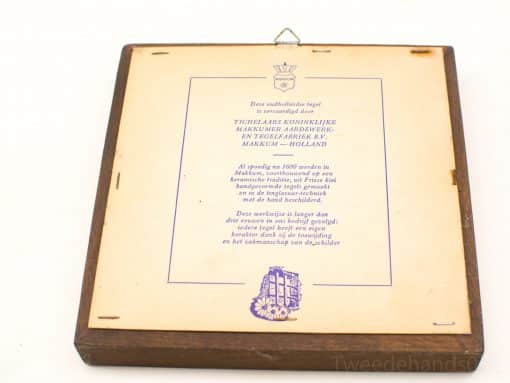 MAKKUM
Deze oudhollandse tegel
is vervaardigd door
TICHELAARS KONINKLIJKE
MAKKUMER AARDEWERK-
EN TEGELFABRIEK B.V.
MAKKUM — HOLLAND
Al spoedig na 1600 werden in
Makkum, voortbouwend op een
keramische traditie, uit Friese klei
handgevormde tegels gemaakt
en in de tinglazuur-techniek
met de hand beschilderd.
Deze werkwijze is langer dan
drie eeuwen in ons bedrijf gevolgd:
iedere tegel heeft een eigen
karakter dank zij de toewijding
en het vakmanschap van de schilder
Tweedehands